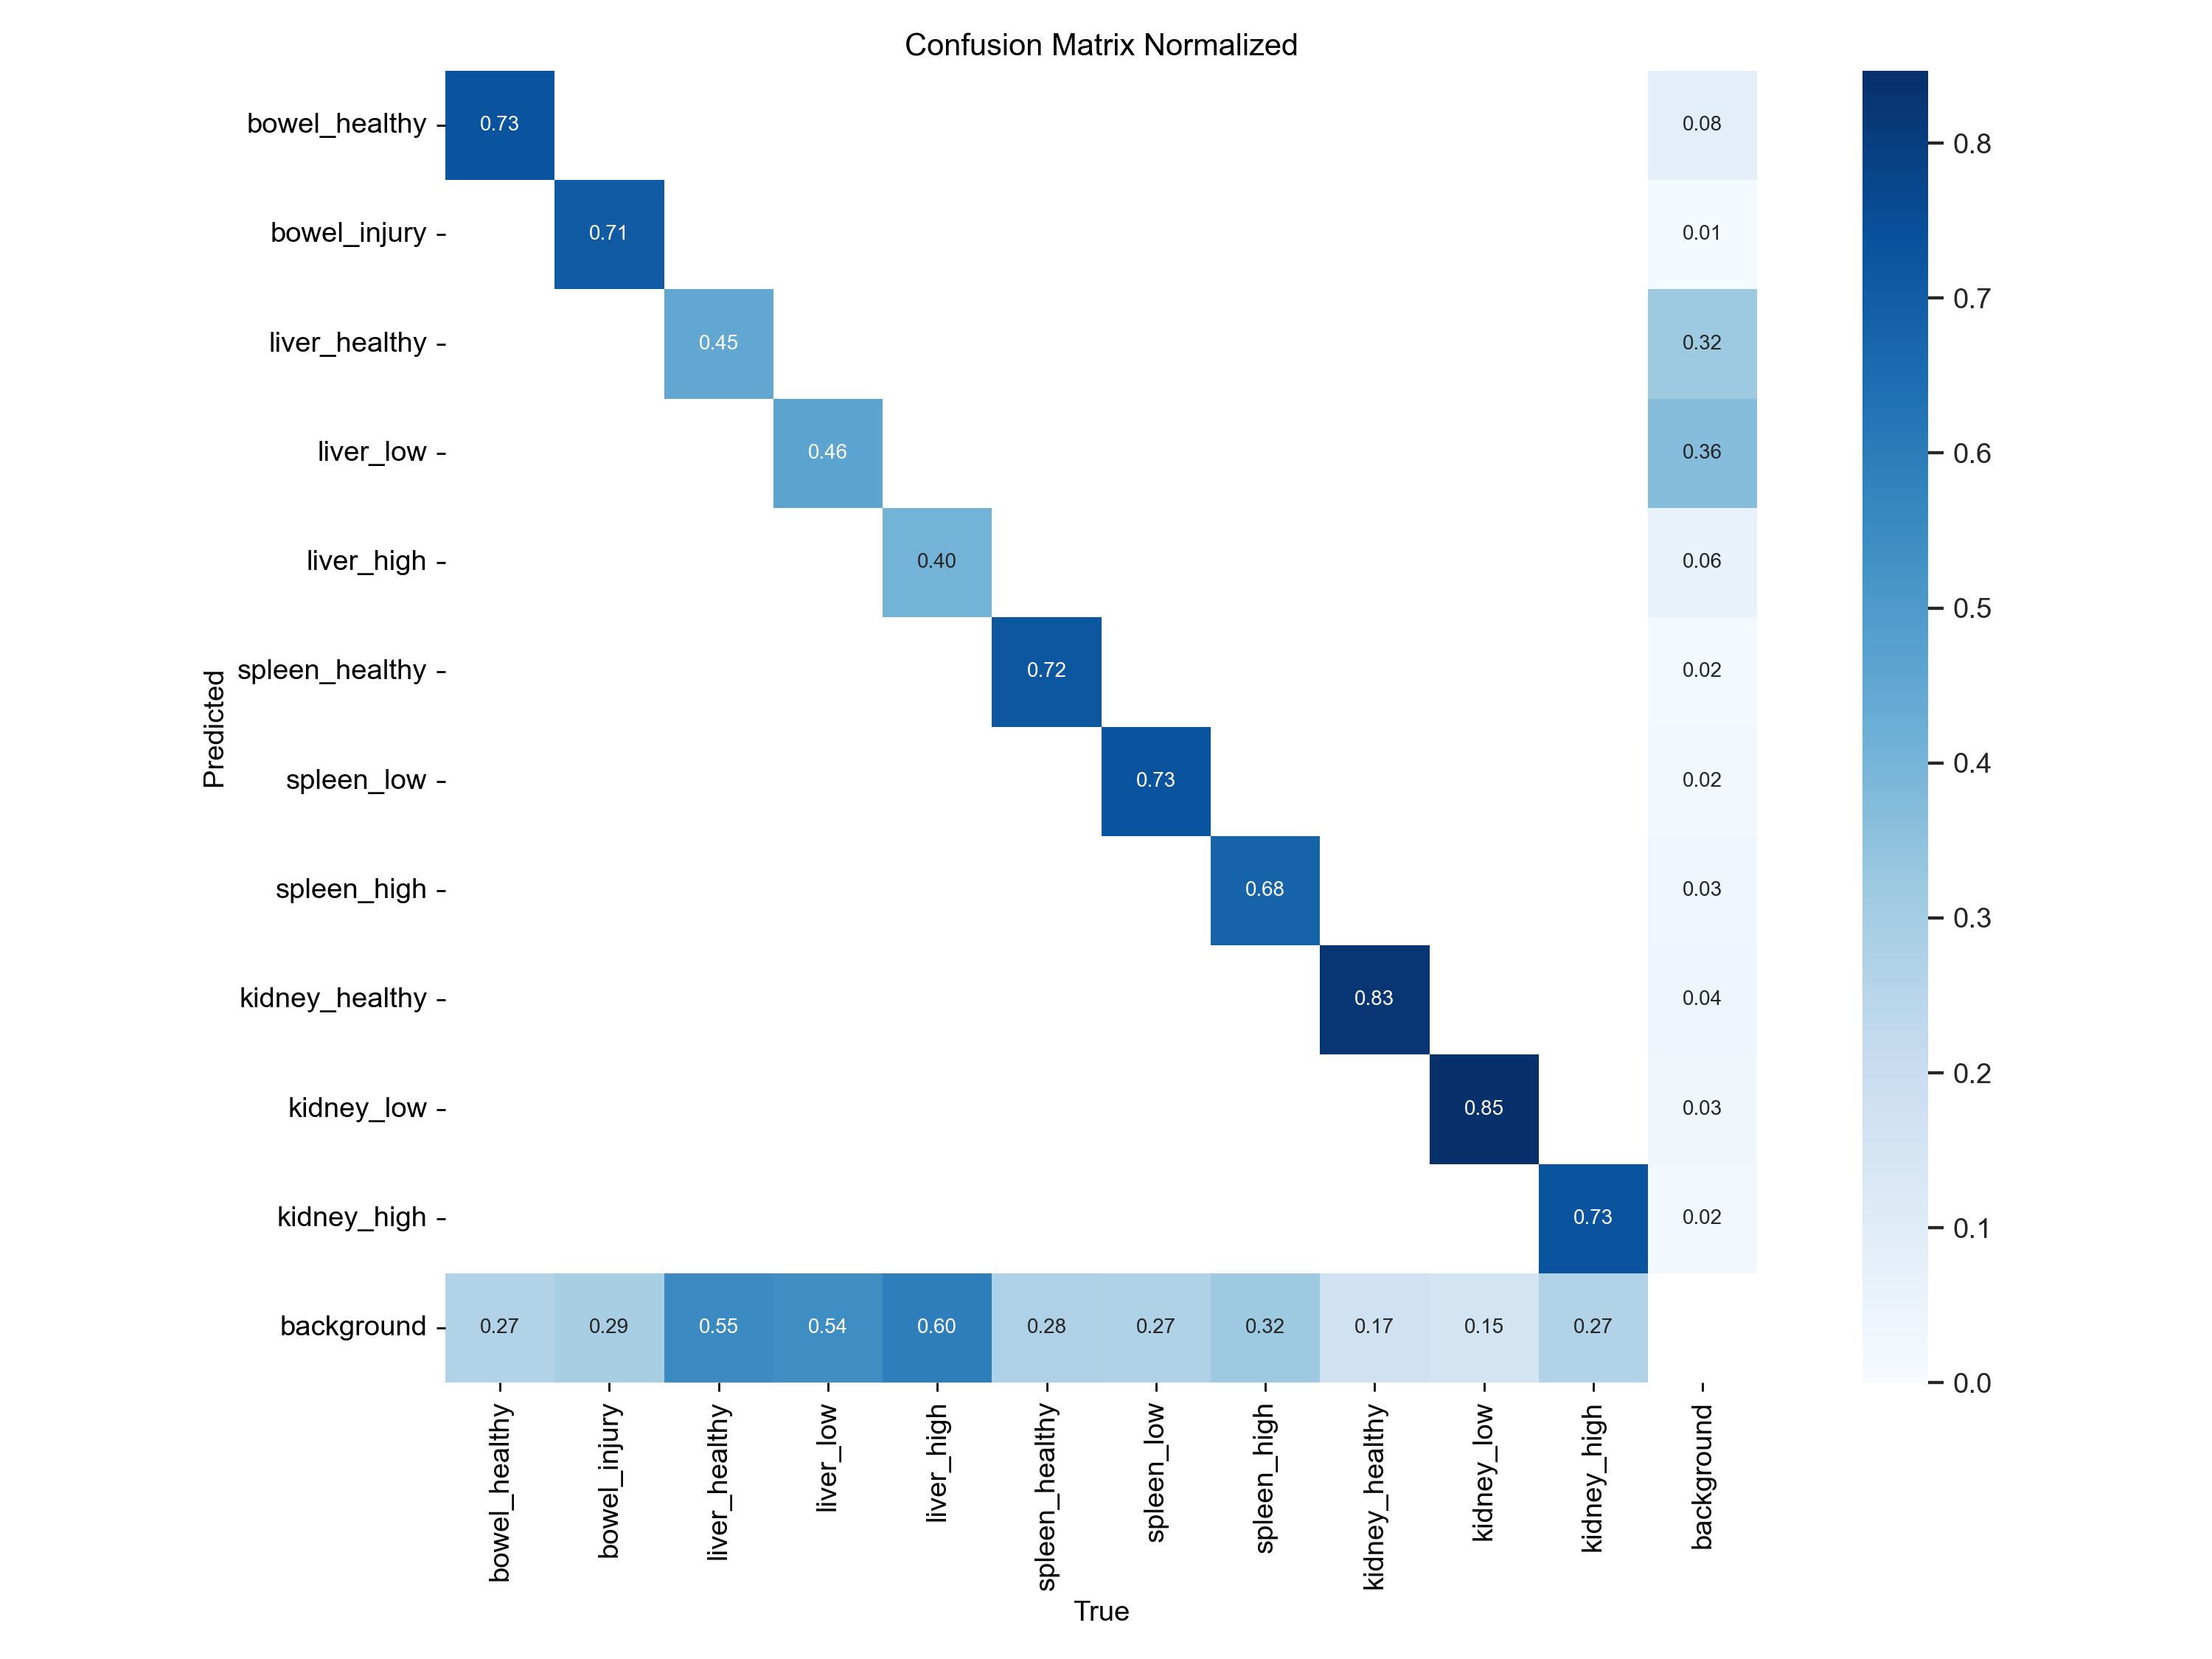 Confusion Matrix Normalized
bowel_healthy 0.73 0.08
bowel_injury 0.71 0.01
liver_healthy 0.45 0.32
liver_low 0.46 0.36
liver_high 0.40 0.06
spleen_healthy 0.72 0.02
spleen_low 0.73 0.02
spleen_high 0.68 0.03
kidney_healthy 0.83 0.04
kidney_low 0.85 0.03
kidney_high 0.73 0.02
background 0.27 0.29 0.55 0.54 0.60 0.28 0.27 0.32 0.17 0.15 0.27
Predicted
bowel_healthy
bowel_injury
liver_healthy
liver_low
liver_high
spleen_healthy
spleen_low
spleen_high
kidney_healthy
kidney_low
kidney_high
background
True
0.8
0.7
0.6
0.5
0.4
0.3
0.2
0.1
0.0